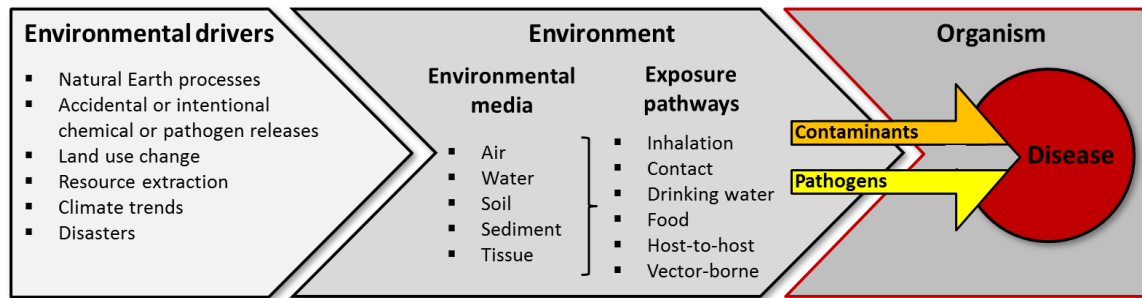 Environmental drivers
▪ Natural Earth processes
▪ Accidental or intentional
chemical or pathogen releases
▪ Land use change
▪ Resource extraction
▪ Climate trends
▪ Disasters
Environment
Environmental
media
▪ Air
▪ Water
▪ Soil
▪ Sediment
▪ Tissue
Exposure
pathways
▪ Inhalation
▪ Contact
▪ Drinking water
▪ Food
▪ Host-to-host
▪ Vector-borne
Organism
Contaminants
Pathogens
Disease